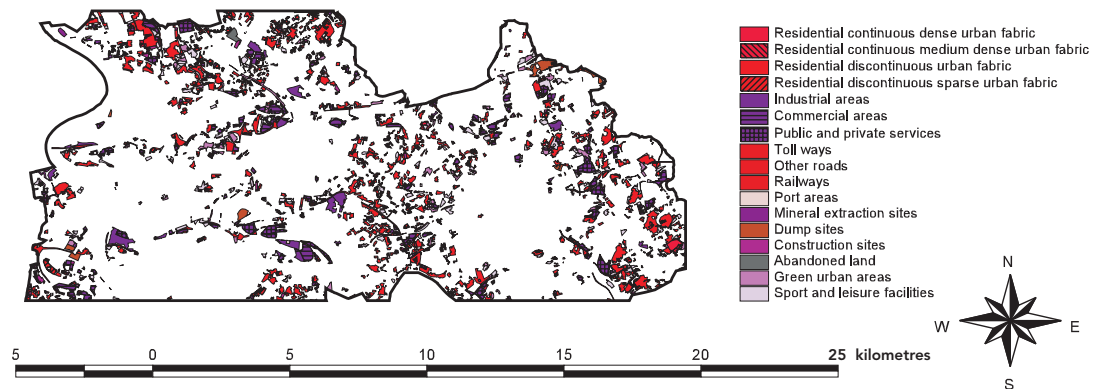 Residential continuous dense urban fabric
Residential continuous medium dense urban fabric
Residential discontinuous urban fabric
Residential discontinuous sparse urban fabric
Industrial areas
Commercial areas
Public and private services
Toll ways
Other roads
Railways
Port areas
Mineral extraction sites
Dump sites
Construction sites
Abandoned land
Green urban areas
Sport and leisure facilities
N
W E
S
5 0 5 10 15 20 25 kilometres